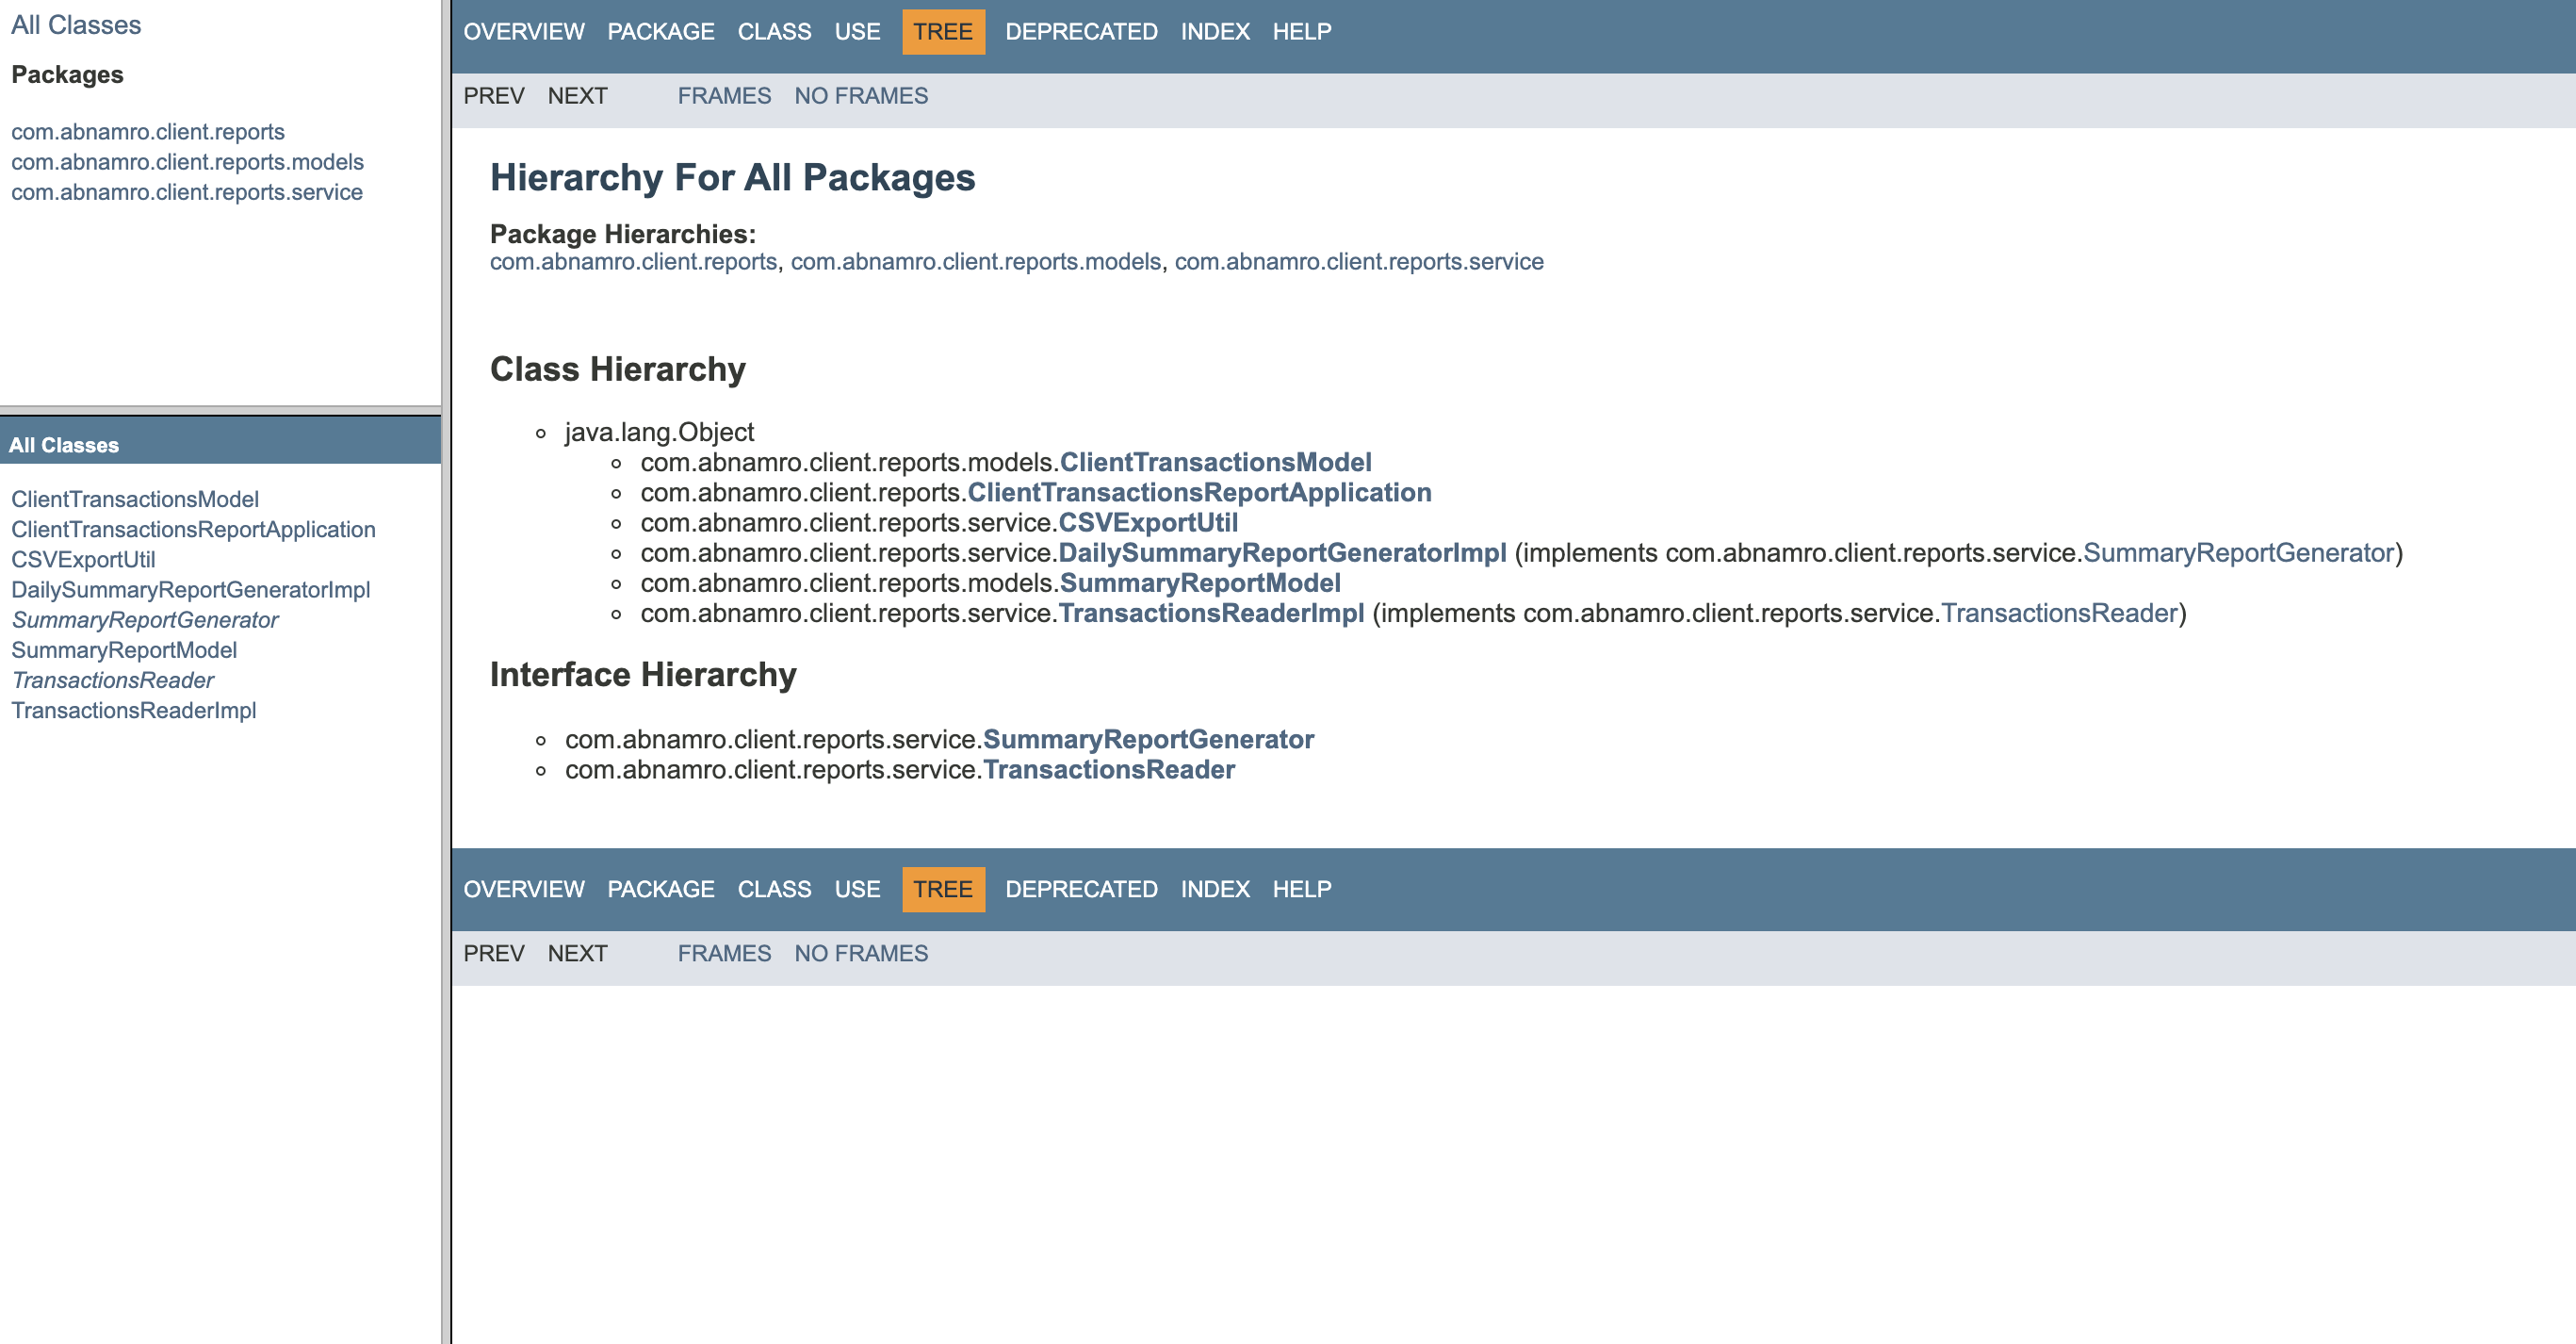 All Classes
Packages
com.abnamro.client.reports
com.abnamro.client.reports.models
com.abnamro.client.reports.service
All Classes
ClientTransactionsModel
ClientTransactionsReportApplication
CSVExportUtil
DailySummaryReportGeneratorImpl
SummaryReportGenerator
SummaryReportModel
TransactionsReader
TransactionsReaderImpl
OVERVIEW PACKAGE CLASS USE TREE DEPRECATED INDEX HELP
PREV NEXT FRAMES NO FRAMES
Hierarchy For All Packages
Package Hierarchies:
com.abnamro.client.reports, com.abnamro.client.reports.models, com.abnamro.client.reports.service
Class Hierarchy
java.lang.Object
com.abnamro.client.reports.models.ClientTransactionsModel
com.abnamro.client.reports.ClientTransactionsReportApplication
com.abnamro.client.reports.service.CSVExportUtil
com.abnamro.client.reports.service.DailySummaryReportGeneratorImpl (implements com.abnamro.client.reports.service.SummaryReportGenerator)
com.abnamro.client.reports.models.SummaryReportModel
com.abnamro.client.reports.service.TransactionsReaderImpl (implements com.abnamro.client.reports.service.TransactionsReader)
Interface Hierarchy
com.abnamro.client.reports.service.SummaryReportGenerator
com.abnamro.client.reports.service.TransactionsReader
OVERVIEW PACKAGE CLASS USE TREE DEPRECATED INDEX HELP
PREV NEXT FRAMES NO FRAMES